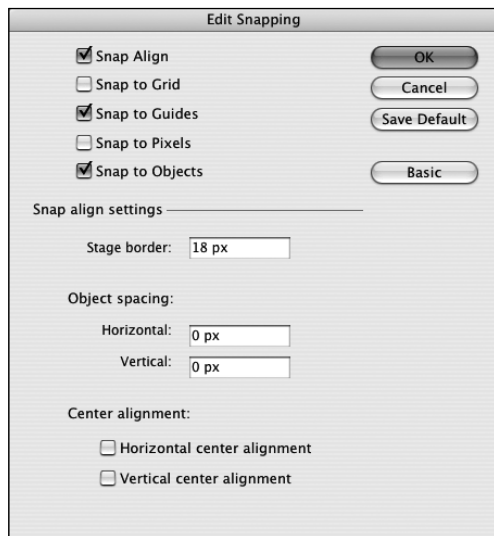 Edit Snapping
Snap Align
OK
Snap to Grid
Cancel
Snap to Guides
Save Default
Snap to Pixels
Snap to Objects
Basic
Snap align settings
Stage border: 18 px
Object spacing:
Horizontal: 0 px
Vertical: 0 px
Center alignment:
Horizontal center alignment
Vertical center alignment